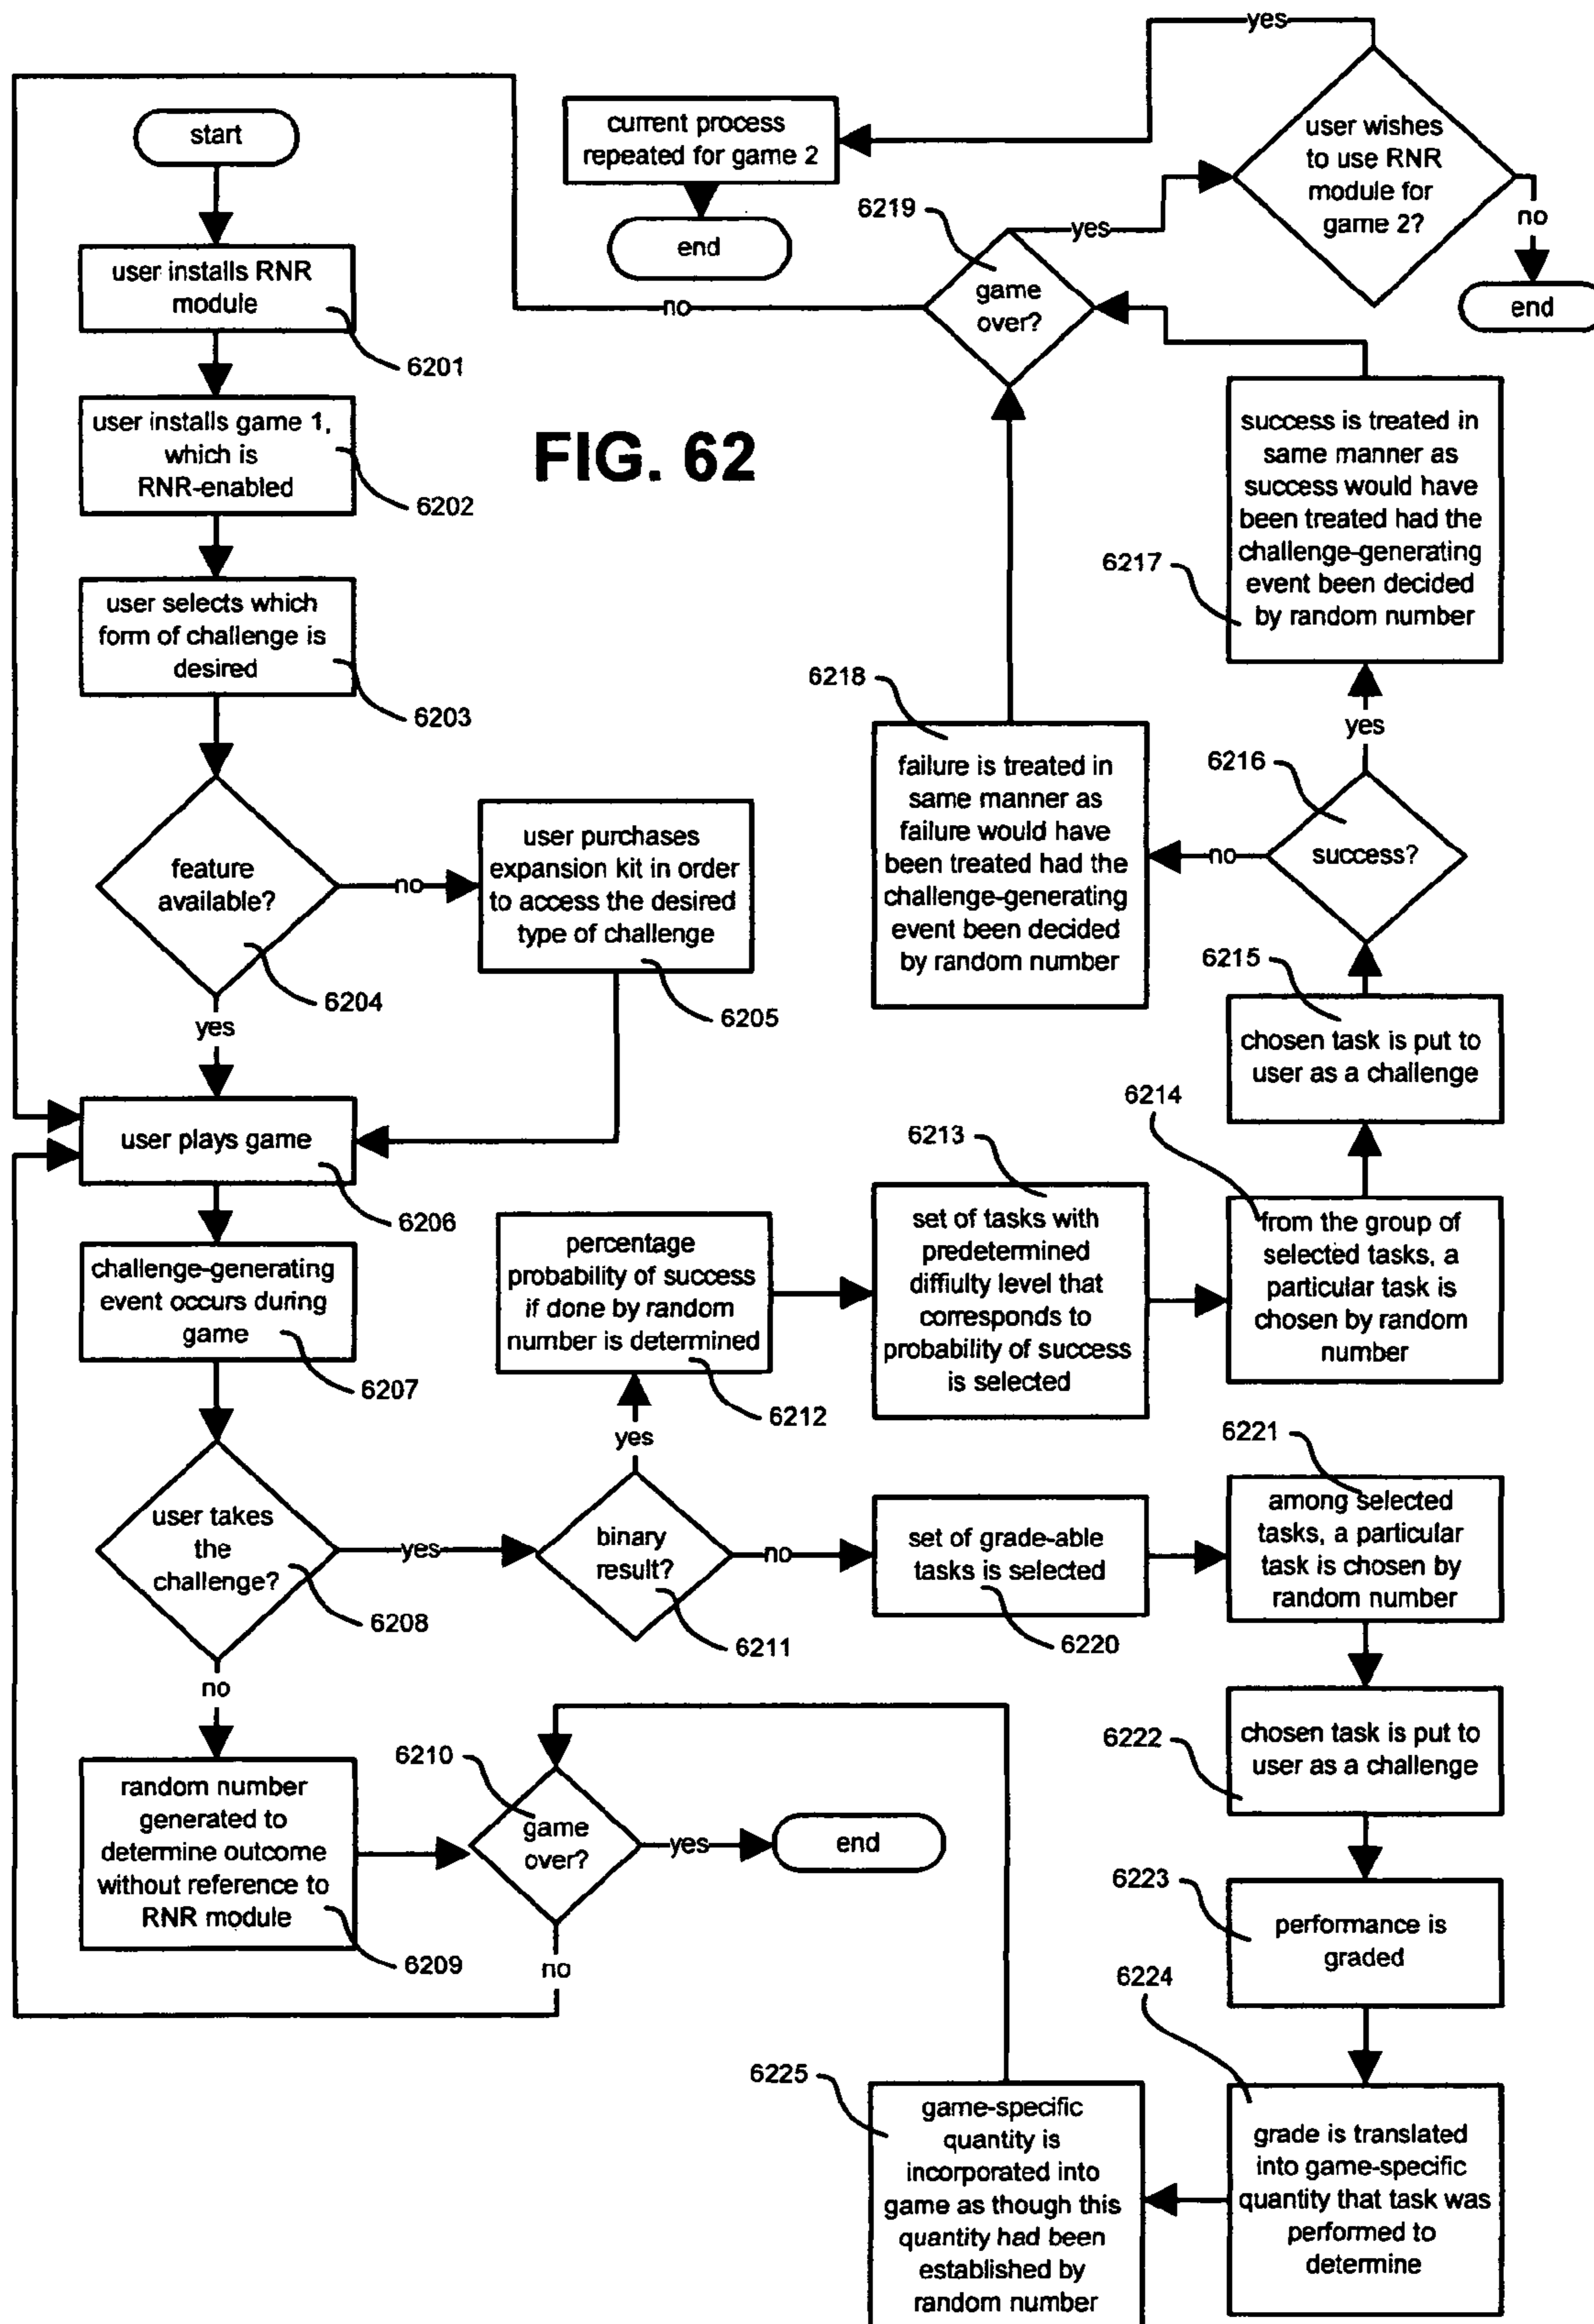 start
user installs RNR
module
6201
user installs game 1,
which is
RNR-enabled
6202
user selects which
form of challenge is
desired
6203
feature
available?
6204
no
yes
user purchases
expansion kit in order
to access the desired
type of challenge
6205
user plays game
6206
challenge-generating
event occurs during
game
6207
user takes
the
challenge?
6208
yes
no
random number
generated to
determine outcome
without reference to
RNR module
6209
6210
game
over?
yes
end
no
binary
result?
6211
yes
no
percentage
probability of success
if done by random
number is determined
6212
6213
set of tasks with
predetermined
diffiulty level that
corresponds to
probability of success
is selected
6214
from the group of
selected tasks, a
particular task is
chosen by random
number
6215
chosen task is put to
user as a challenge
6216
success?
no
yes
6217
success is treated in
same manner as
success would have
been treated had the
challenge-generating
event been decided
by random number
6218
failure is treated in
same manner as
failure would have
been treated had the
challenge-generating
event been decided
by random number
6219
game
over?
no
yes
user wishes
to use RNR
module for
game 2?
yes
no
end
current process
repeated for game 2
end
FIG. 62
set of grade-able
tasks is selected
6220
6221
among selected
tasks, a particular
task is chosen by
random number
6222
chosen task is put to
user as a challenge
6223
performance is
graded
6224
grade is translated
into game-specific
quantity that task was
performed to
determine
6225
game-specific
quantity is
incorporated into
game as though this
quantity had been
established by
random number